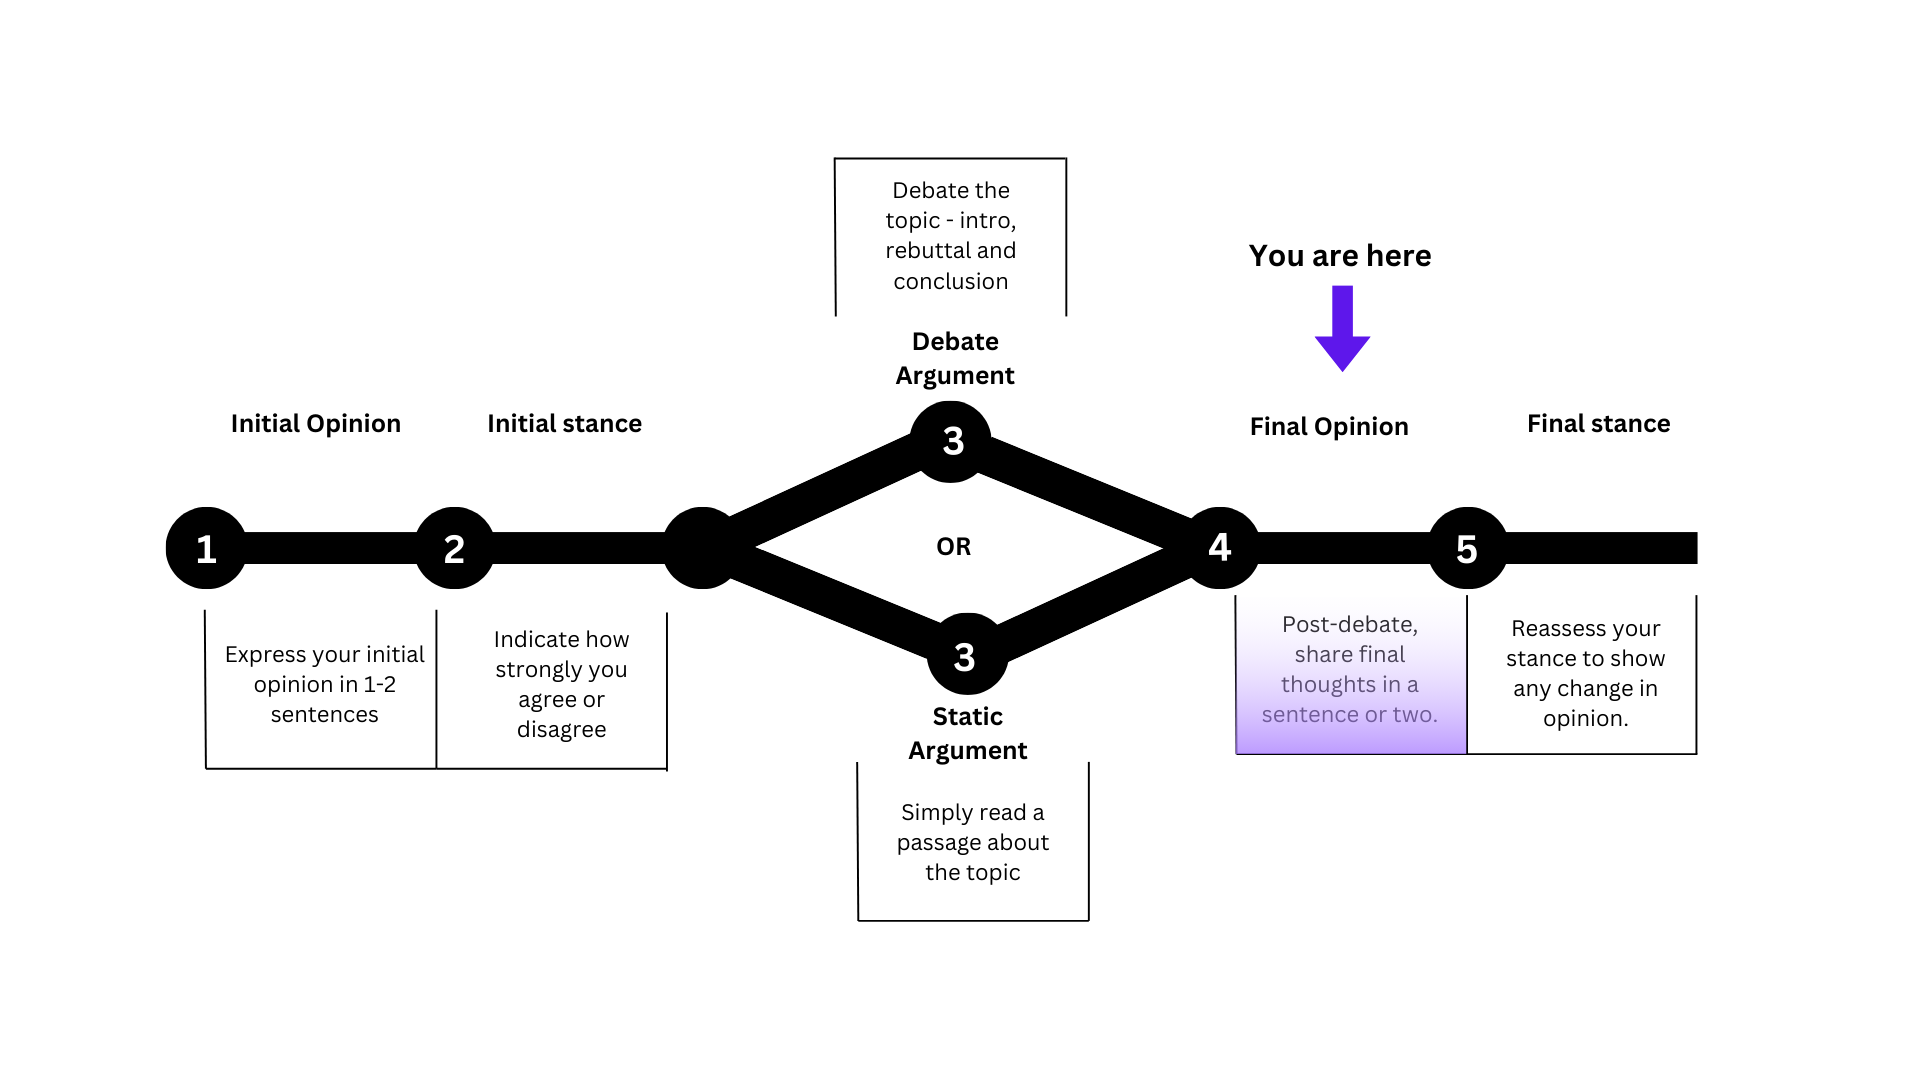 Debate the
topic - intro,
rebuttal and
conclusion
You are here
Debate
Argument
Initial Opinion
Initial stance
Final Opinion
Final stance
3
1
2
OR
4
5
Express your initial
opinion in 1-2
sentences
Indicate how
strongly you
agree or
disagree
3
Static
Argument
Simply read a
passage about
the topic
Post-debate,
share final
thoughts in a
sentence or two.
Reassess your
stance to show
any change in
opinion.